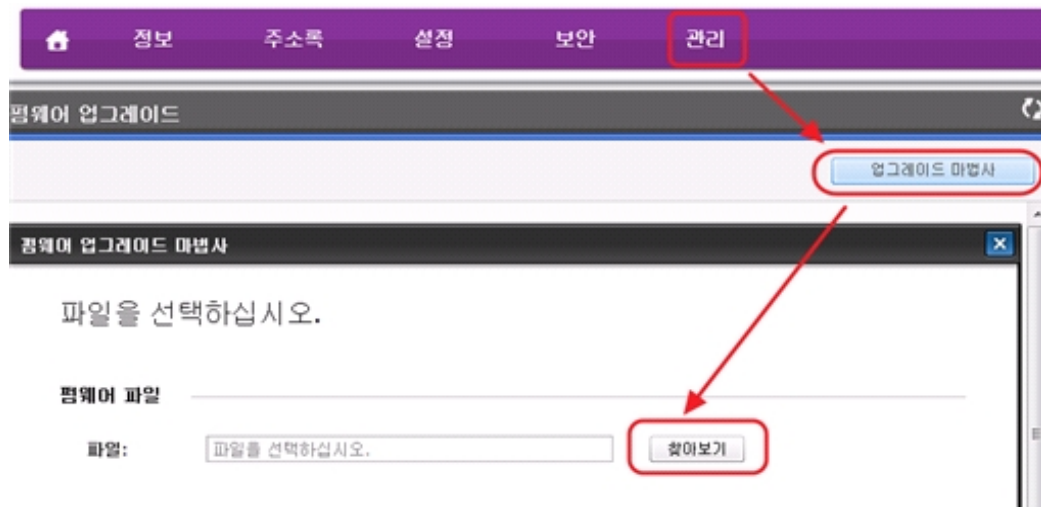 정보 주소록 설정 보안 관리
펌웨어 업그레이드
업그레이드 마법사
펌웨어 업그레이드 마법사
파일을 선택하십시오.
펌웨어 파일
파일: 파일을 선택하십시오. 찾아보기